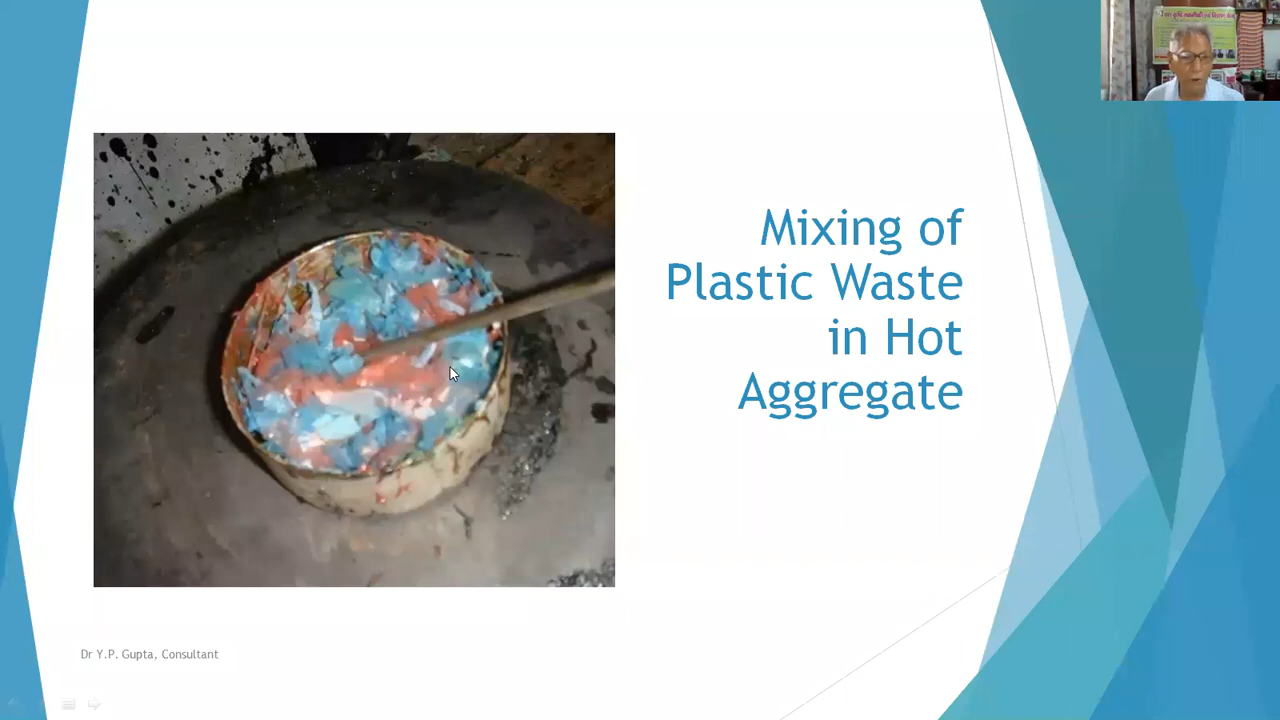 Mixing of
Plastic Waste
in Hot
Aggregate
Dr Y.P. Gupta, Consultant